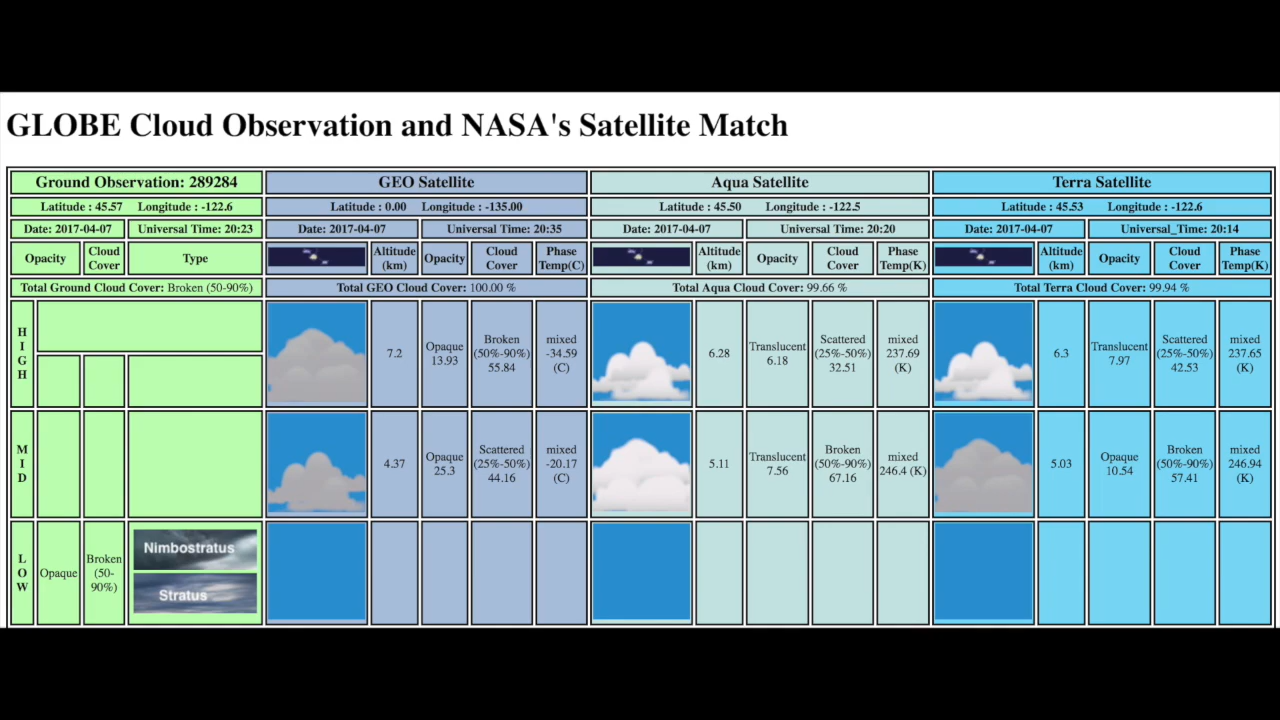 GLOBE Cloud Observation and NASA's Satellite Match
Ground Observation: 289284 GEO Satellite Aqua Satellite Terra Satellite
Latitude : 45.57 Longitude : -122.6 Latitude : 0.00 Longitude : -135.00 Latitude : 45.50 Longitude : -122.5 Latitude : 45.53 Longitude : -122.6
Date: 2017-04-07 Universal Time: 20:23 Date: 2017-04-07 Universal Time: 20:35 Date: 2017-04-07 Universal Time: 20:20 Date: 2017-04-07 Universal_Time: 20:14
Opacity Cloud Cover Type Altitude (km) Opacity Cloud Cover Phase Temp(C) Altitude (km) Opacity Cloud Cover Phase Temp(K) Altitude (km) Opacity Cloud Cover Phase Temp(K)
Total Ground Cloud Cover: Broken (50-90%) Total GEO Cloud Cover: 100.00 % Total Aqua Cloud Cover: 99.66 % Total Terra Cloud Cover: 99.94 %
HIGH 7.2 Opaque 13.93 Broken (50%-90%) 55.84 mixed -34.59 (C) 6.28 Translucent 6.18 Scattered (25%-50%) 32.51 mixed 237.69 (K) 6.3 Translucent 7.97 Scattered (25%-50%) 42.53 mixed 237.65 (K)
MID 4.37 Opaque 25.3 Scattered (25%-50%) 44.16 mixed -20.17 (C) 5.11 Translucent 7.56 Broken (50%-90%) 67.16 mixed 246.4 (K) 5.03 Opaque 10.54 Broken (50%-90%) 57.41 mixed 246.94 (K)
LOW Opaque Broken (50-90%) Nimbostratus
Stratus